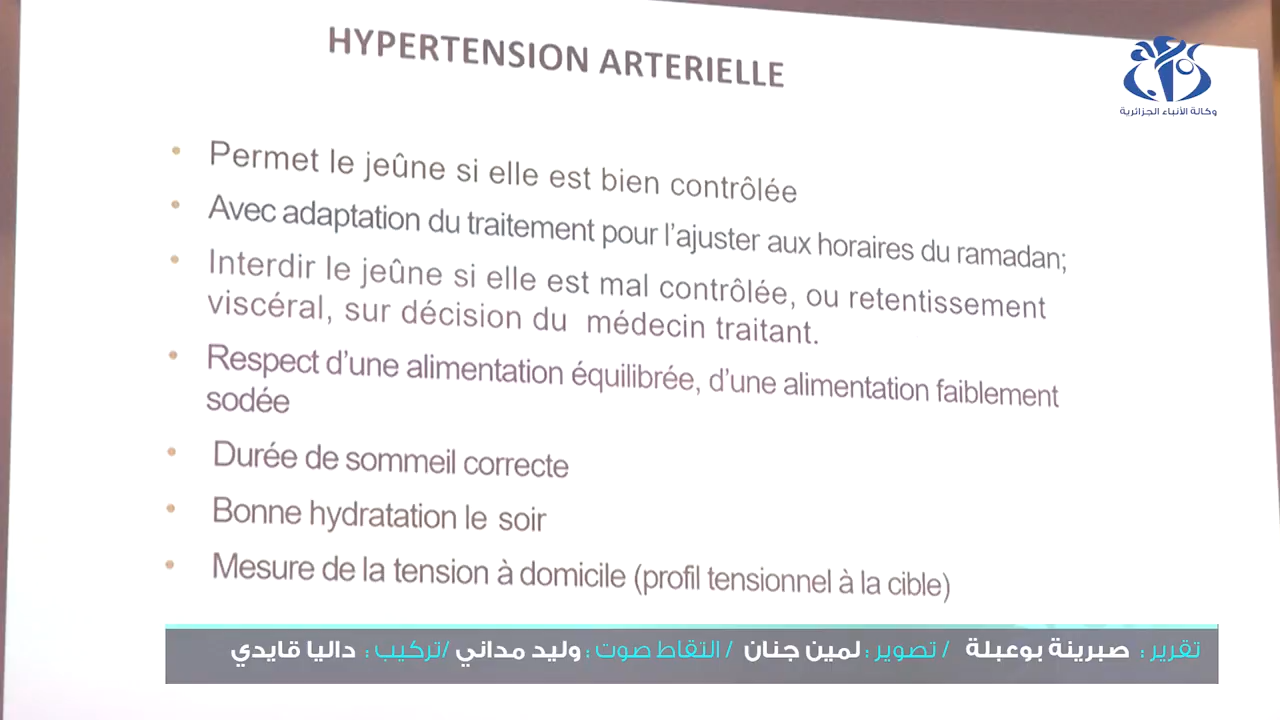 HYPERTENSION ARTERIELLE
وكالة الأنباء الجزائرية
• Permet le jeûne si elle est bien contrôlée
• Avec adaptation du traitement pour l’ajuster aux horaires du ramadan;
• Interdir le jeûne si elle est mal contrôlée, ou retentissement
viscéral, sur décision du médecin traitant.
• Respect d’une alimentation équilibrée, d’une alimentation faiblement
sodée
• Durée de sommeil correcte
• Bonne hydratation le soir
• Mesure de la tension à domicile (profil tensionnel à la cible)
تقرير : صبرينة بوعبلة / تصوير : لمين جنان / التقاط صوت : وليد مداني /تركيب : داليا قايدي